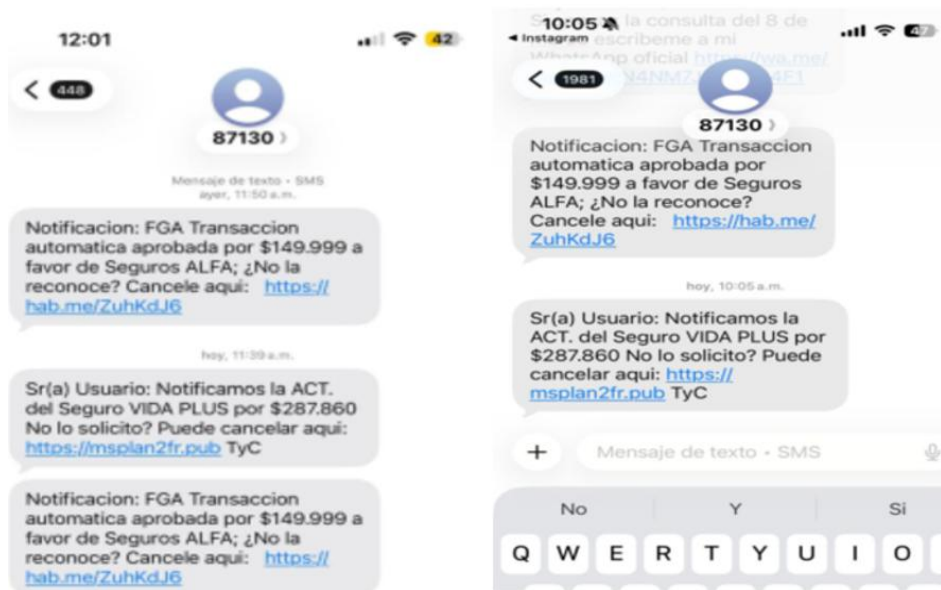 12:01
42
448
87130
Mensaje de texto • SMS
ayer, 11:50 a.m.
Notificacion: FGA Transaccion
automatica aprobada por $149.999 a
favor de Seguros ALFA; ¿No la
reconoce? Cancele aqui: https://
hab.me/ZuhKdJ6
hoy, 11:39 a.m.
Sr(a) Usuario: Notificamos la ACT.
del Seguro VIDA PLUS por $287.860
No lo solicito? Puede cancelar aqui:
https://msplan2fr.pub TyC
Notificacion: FGA Transaccion
automatica aprobada por $149.999 a
favor de Seguros ALFA; ¿No la
reconoce? Cancele aqui: https://
hab.me/ZuhKdJ6
10:05
Instagram
47
la consulta del 8 de
escribeme a mi
WhatsApp oficial https://wa.me/
1981
87130
Notificacion: FGA Transaccion
automatica aprobada por
$149.999 a favor de Seguros
ALFA; ¿No la reconoce?
Cancele aqui: https://hab.me/
ZuhKdJ6
hoy, 10:05 a.m.
Sr(a) Usuario: Notificamos la
ACT. del Seguro VIDA PLUS por
$287.860 No lo solicito? Puede
cancelar aqui: https://
msplan2fr.pub TyC
Mensaje de texto • SMS
No Y Si
Q W E R T Y U I O